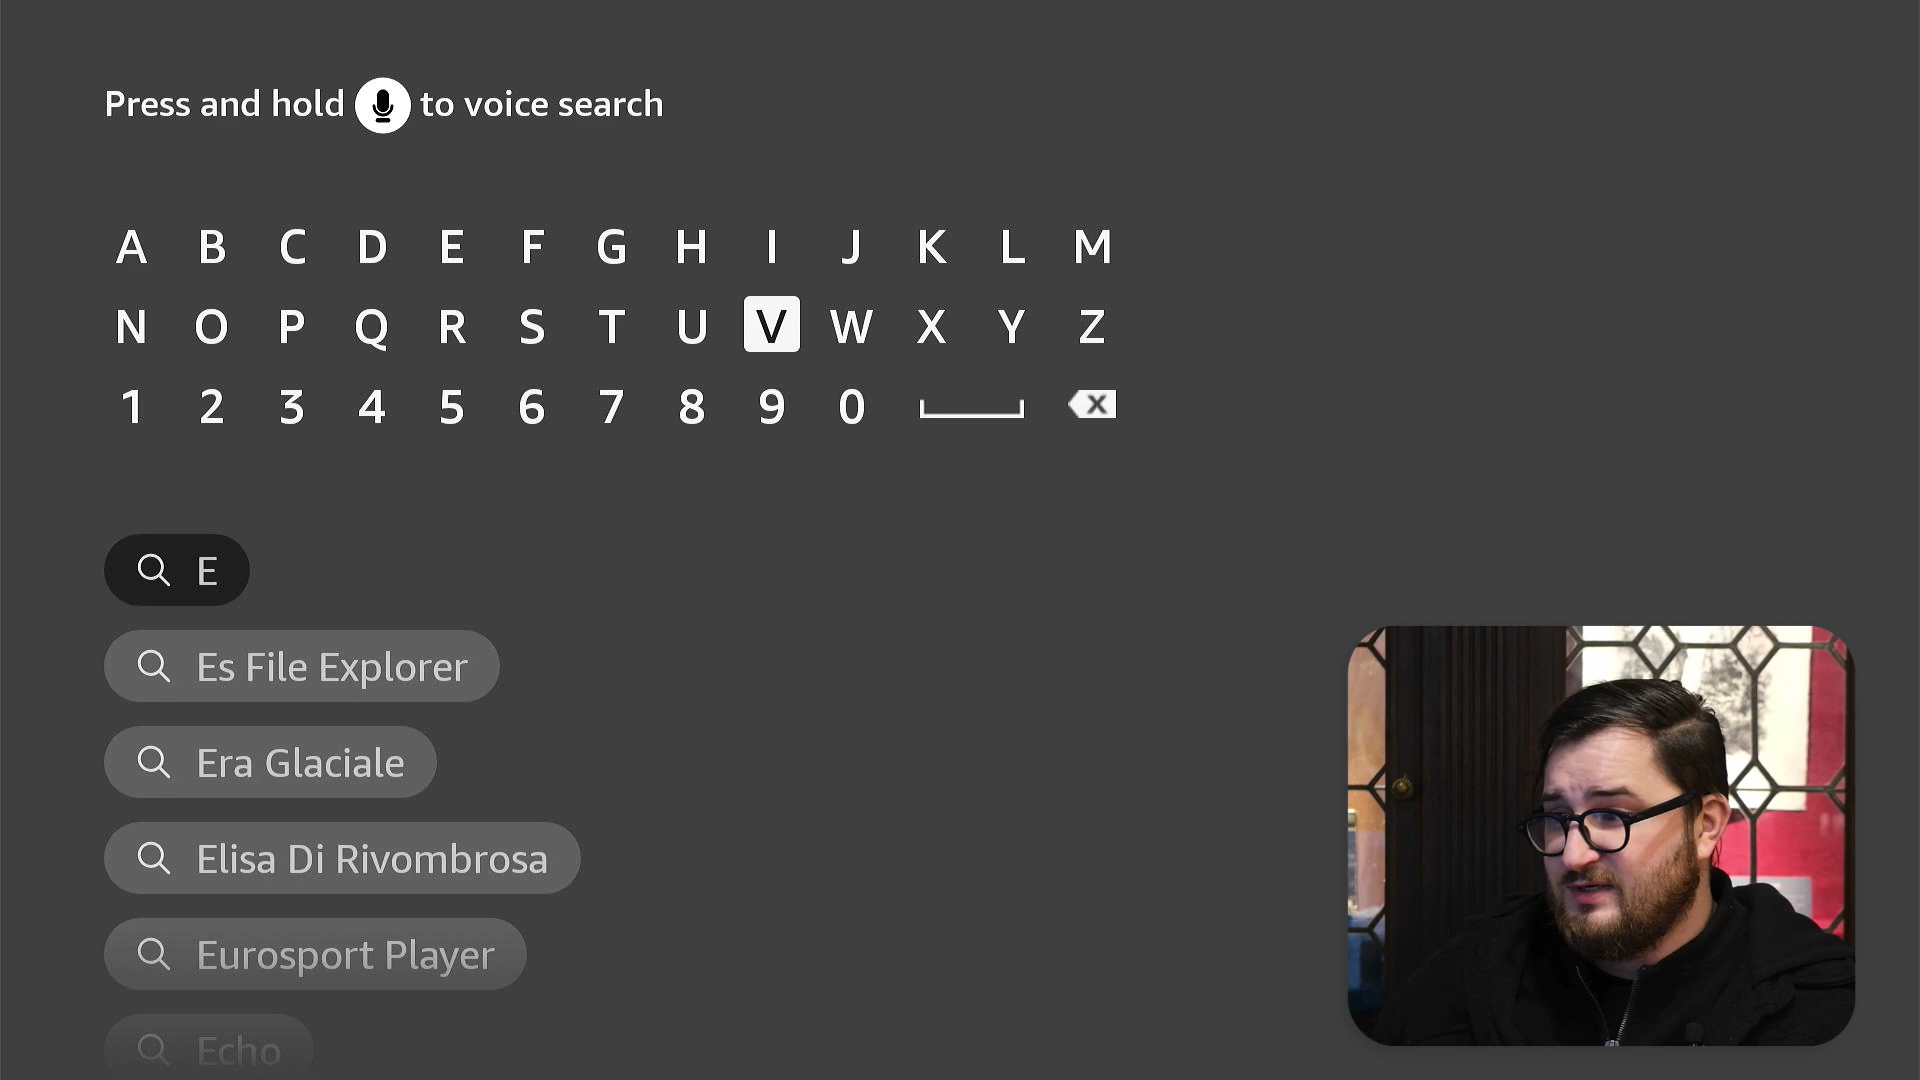 Press and hold to voice search
A B C D E F G H I J K L M
N O P Q R S T U V W X Y Z
1 2 3 4 5 6 7 8 9 0
E
Es File Explorer
Era Glaciale
Elisa Di Rivombrosa
Eurosport Player
Echo